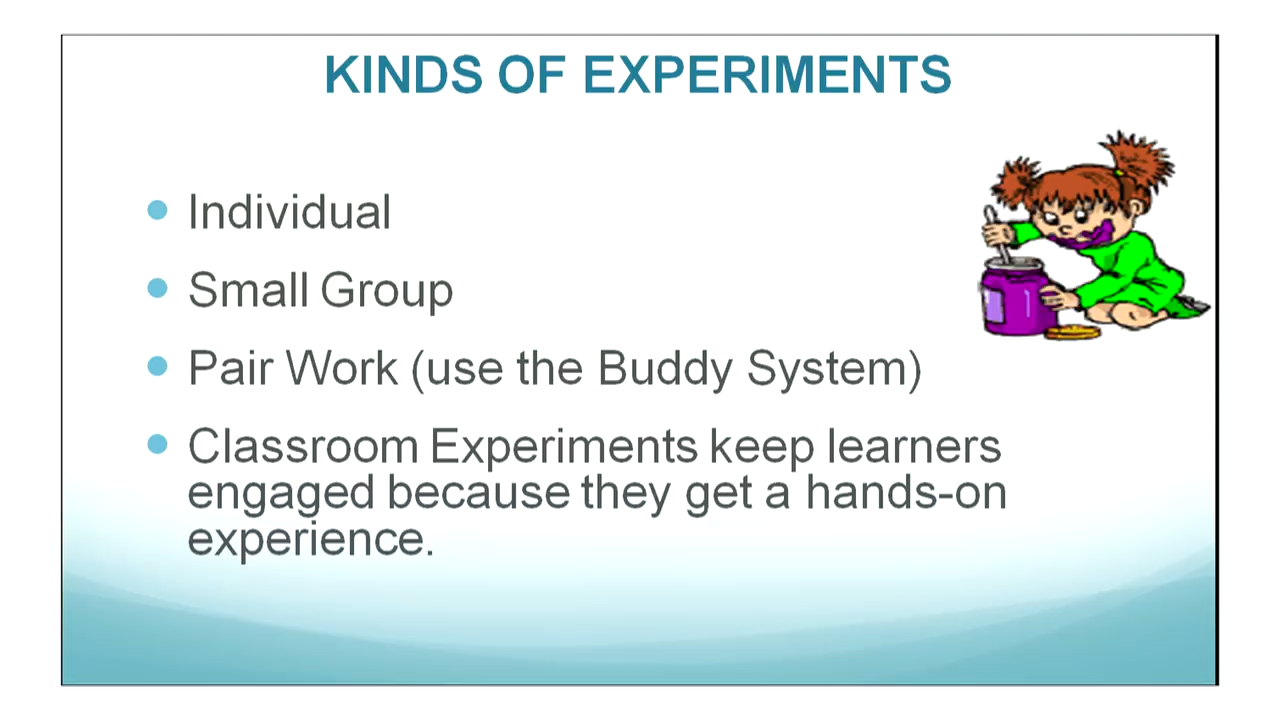 KINDS OF EXPERIMENTS
Individual
Small Group
Pair Work (use the Buddy System)
Classroom Experiments keep learners
engaged because they get a hands-on
experience.